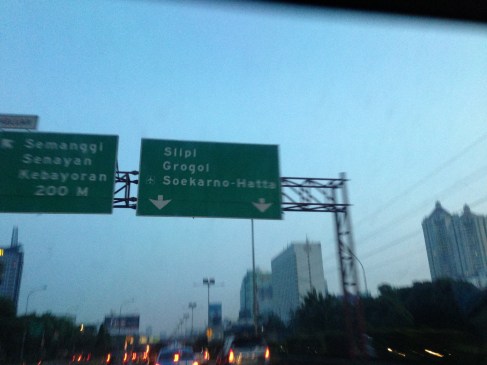 Semanggi
Senayan
Kebayoran
200 M
Slipi
Grogol
Soekarno-Hatta